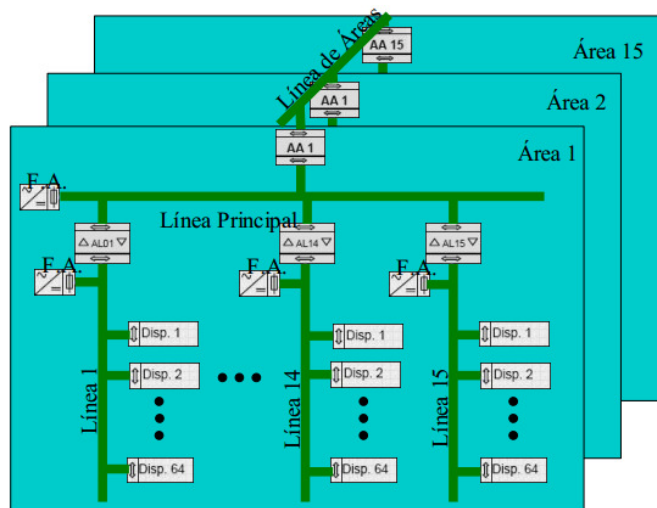 AA 15
Área 15
Línea de Áreas
AA 1
Área 2
AA 1
Área 1
F.A.
Línea Principal
AL01
AL14
AL15
F.A.
F.A.
F.A.
Disp. 1
Disp. 1
Disp. 1
Disp. 2
Disp. 2
Disp. 2
Línea 1
Línea 14
Línea 15
Disp. 64
Disp. 64
Disp. 64